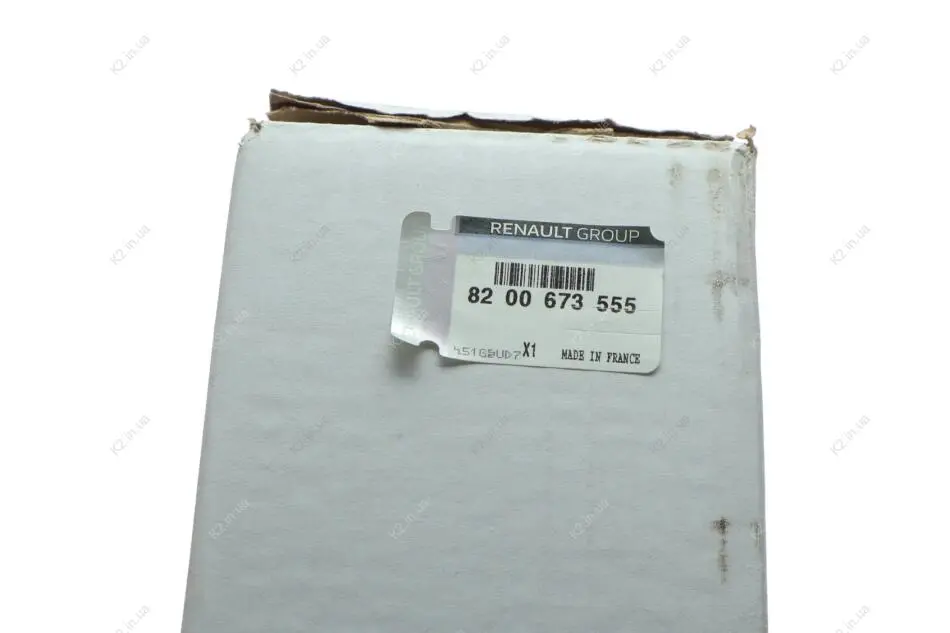 RENAULT GROUP
82 00 673 555
X1 MADE IN FRANCE
K2.in.ua